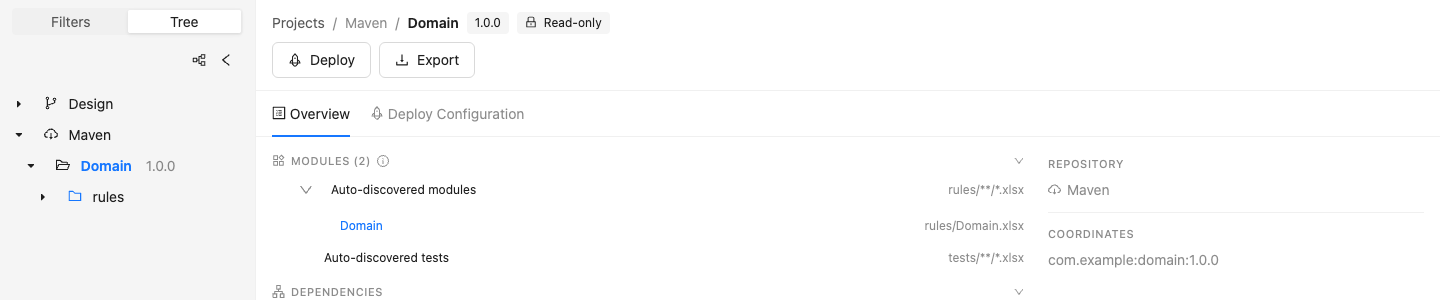 Filters Tree
Design
Maven
Domain 1.0.0
rules
Projects / Maven / Domain 1.0.0 Read-only
Deploy Export
Overview Deploy Configuration
MODULES (2)
Auto-discovered modules rules/**/*.xlsx
Domain rules/Domain.xlsx
Auto-discovered tests tests/**/*.xlsx
DEPENDENCIES
REPOSITORY
Maven
COORDINATES
com.example:domain:1.0.0